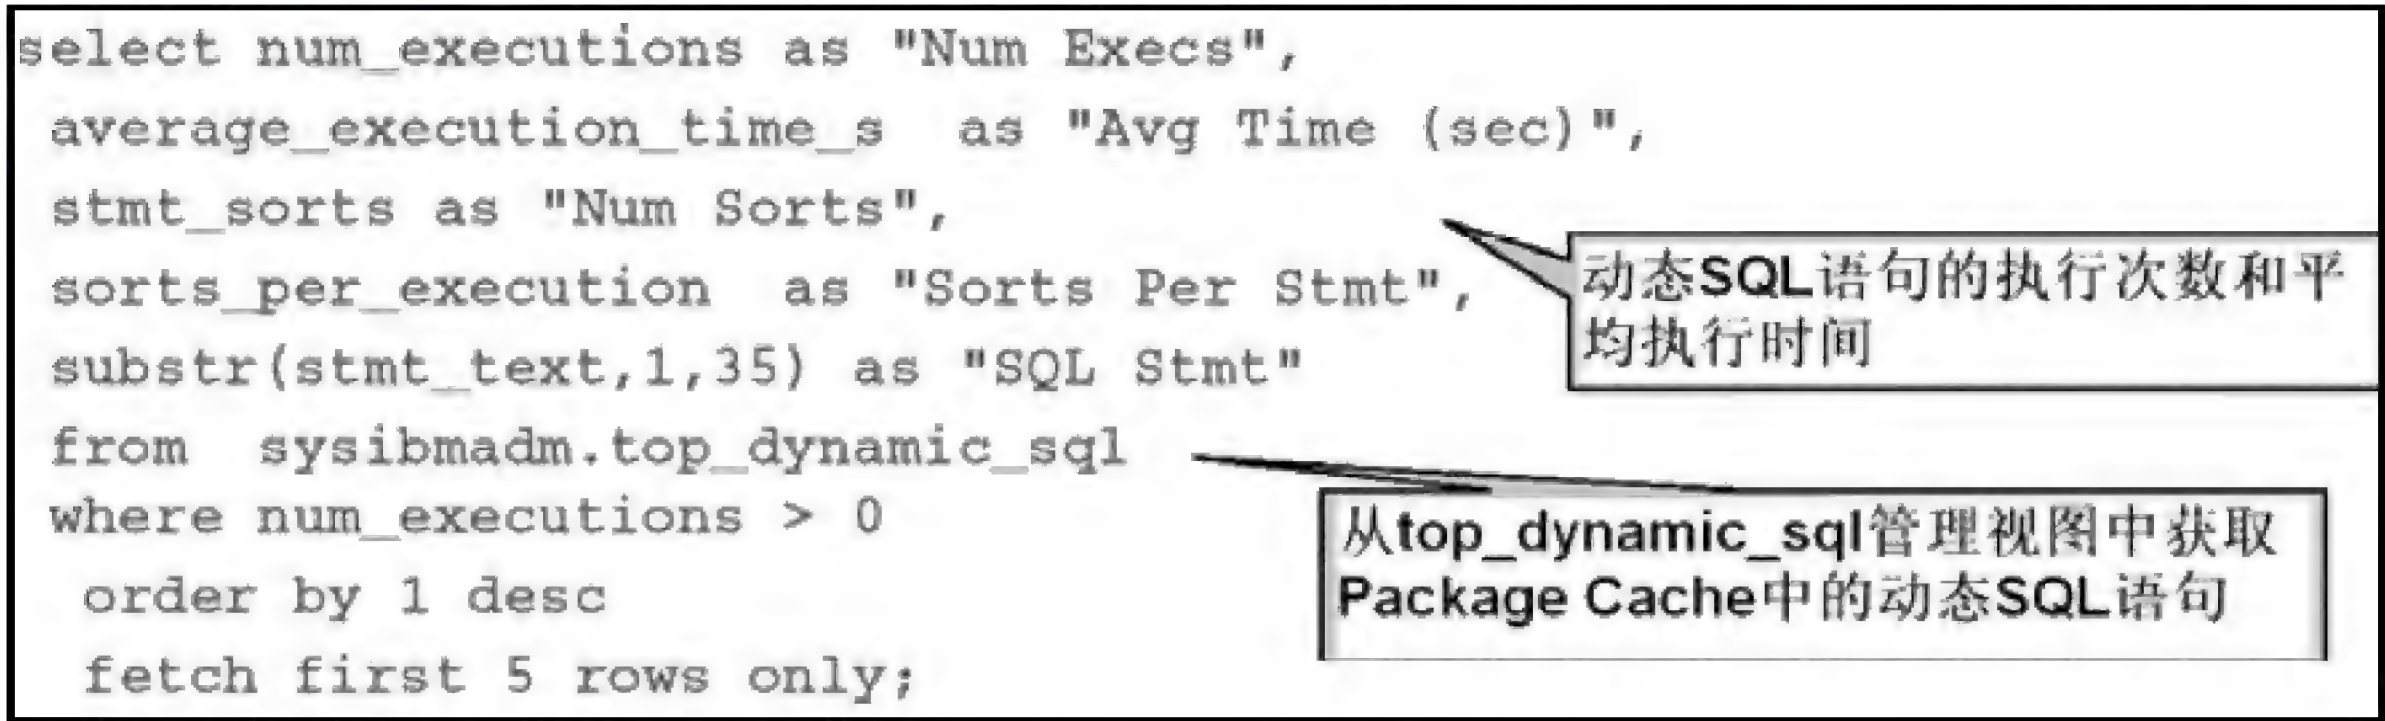 select num_executions as "Num Execs",
average_execution_time_s as "Avg Time (sec)",
stmt_sorts as "Num Sorts",
sorts_per_execution as "Sorts Per Stmt",
substr(stmt_text,1,35) as "SQL Stmt"
from sysibmadm.top_dynamic_sql
where num_executions > 0
order by 1 desc
fetch first 5 rows only;
动态SQL语句的执行次数和平
均执行时间
从top_dynamic_sql管理视图中获取
Package Cache中的动态SQL语句